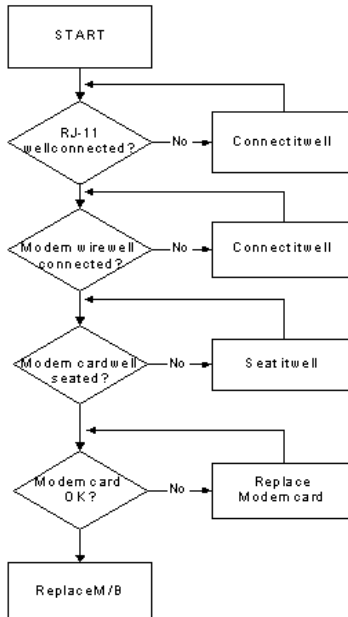 START
RJ-11
wellconnected?
No
Connectitwell
Modem wirewell
connected?
No
Connectitwell
Modem cardwell
seated?
No
Seatitwell
Modem card
OK?
No
Replace
Modem card
ReplaceM/B